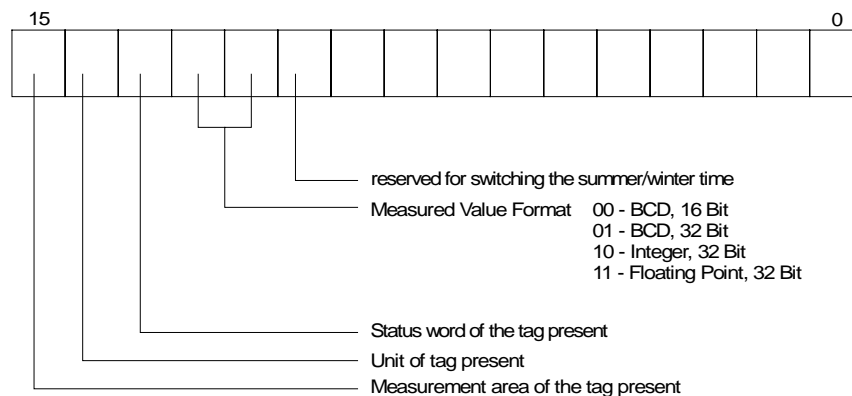 15 0
reserved for switching the summer/winter time
Measured Value Format 00 - BCD, 16 Bit
01 - BCD, 32 Bit
10 - Integer, 32 Bit
11 - Floating Point, 32 Bit
Status word of the tag present
Unit of tag present
Measurement area of the tag present